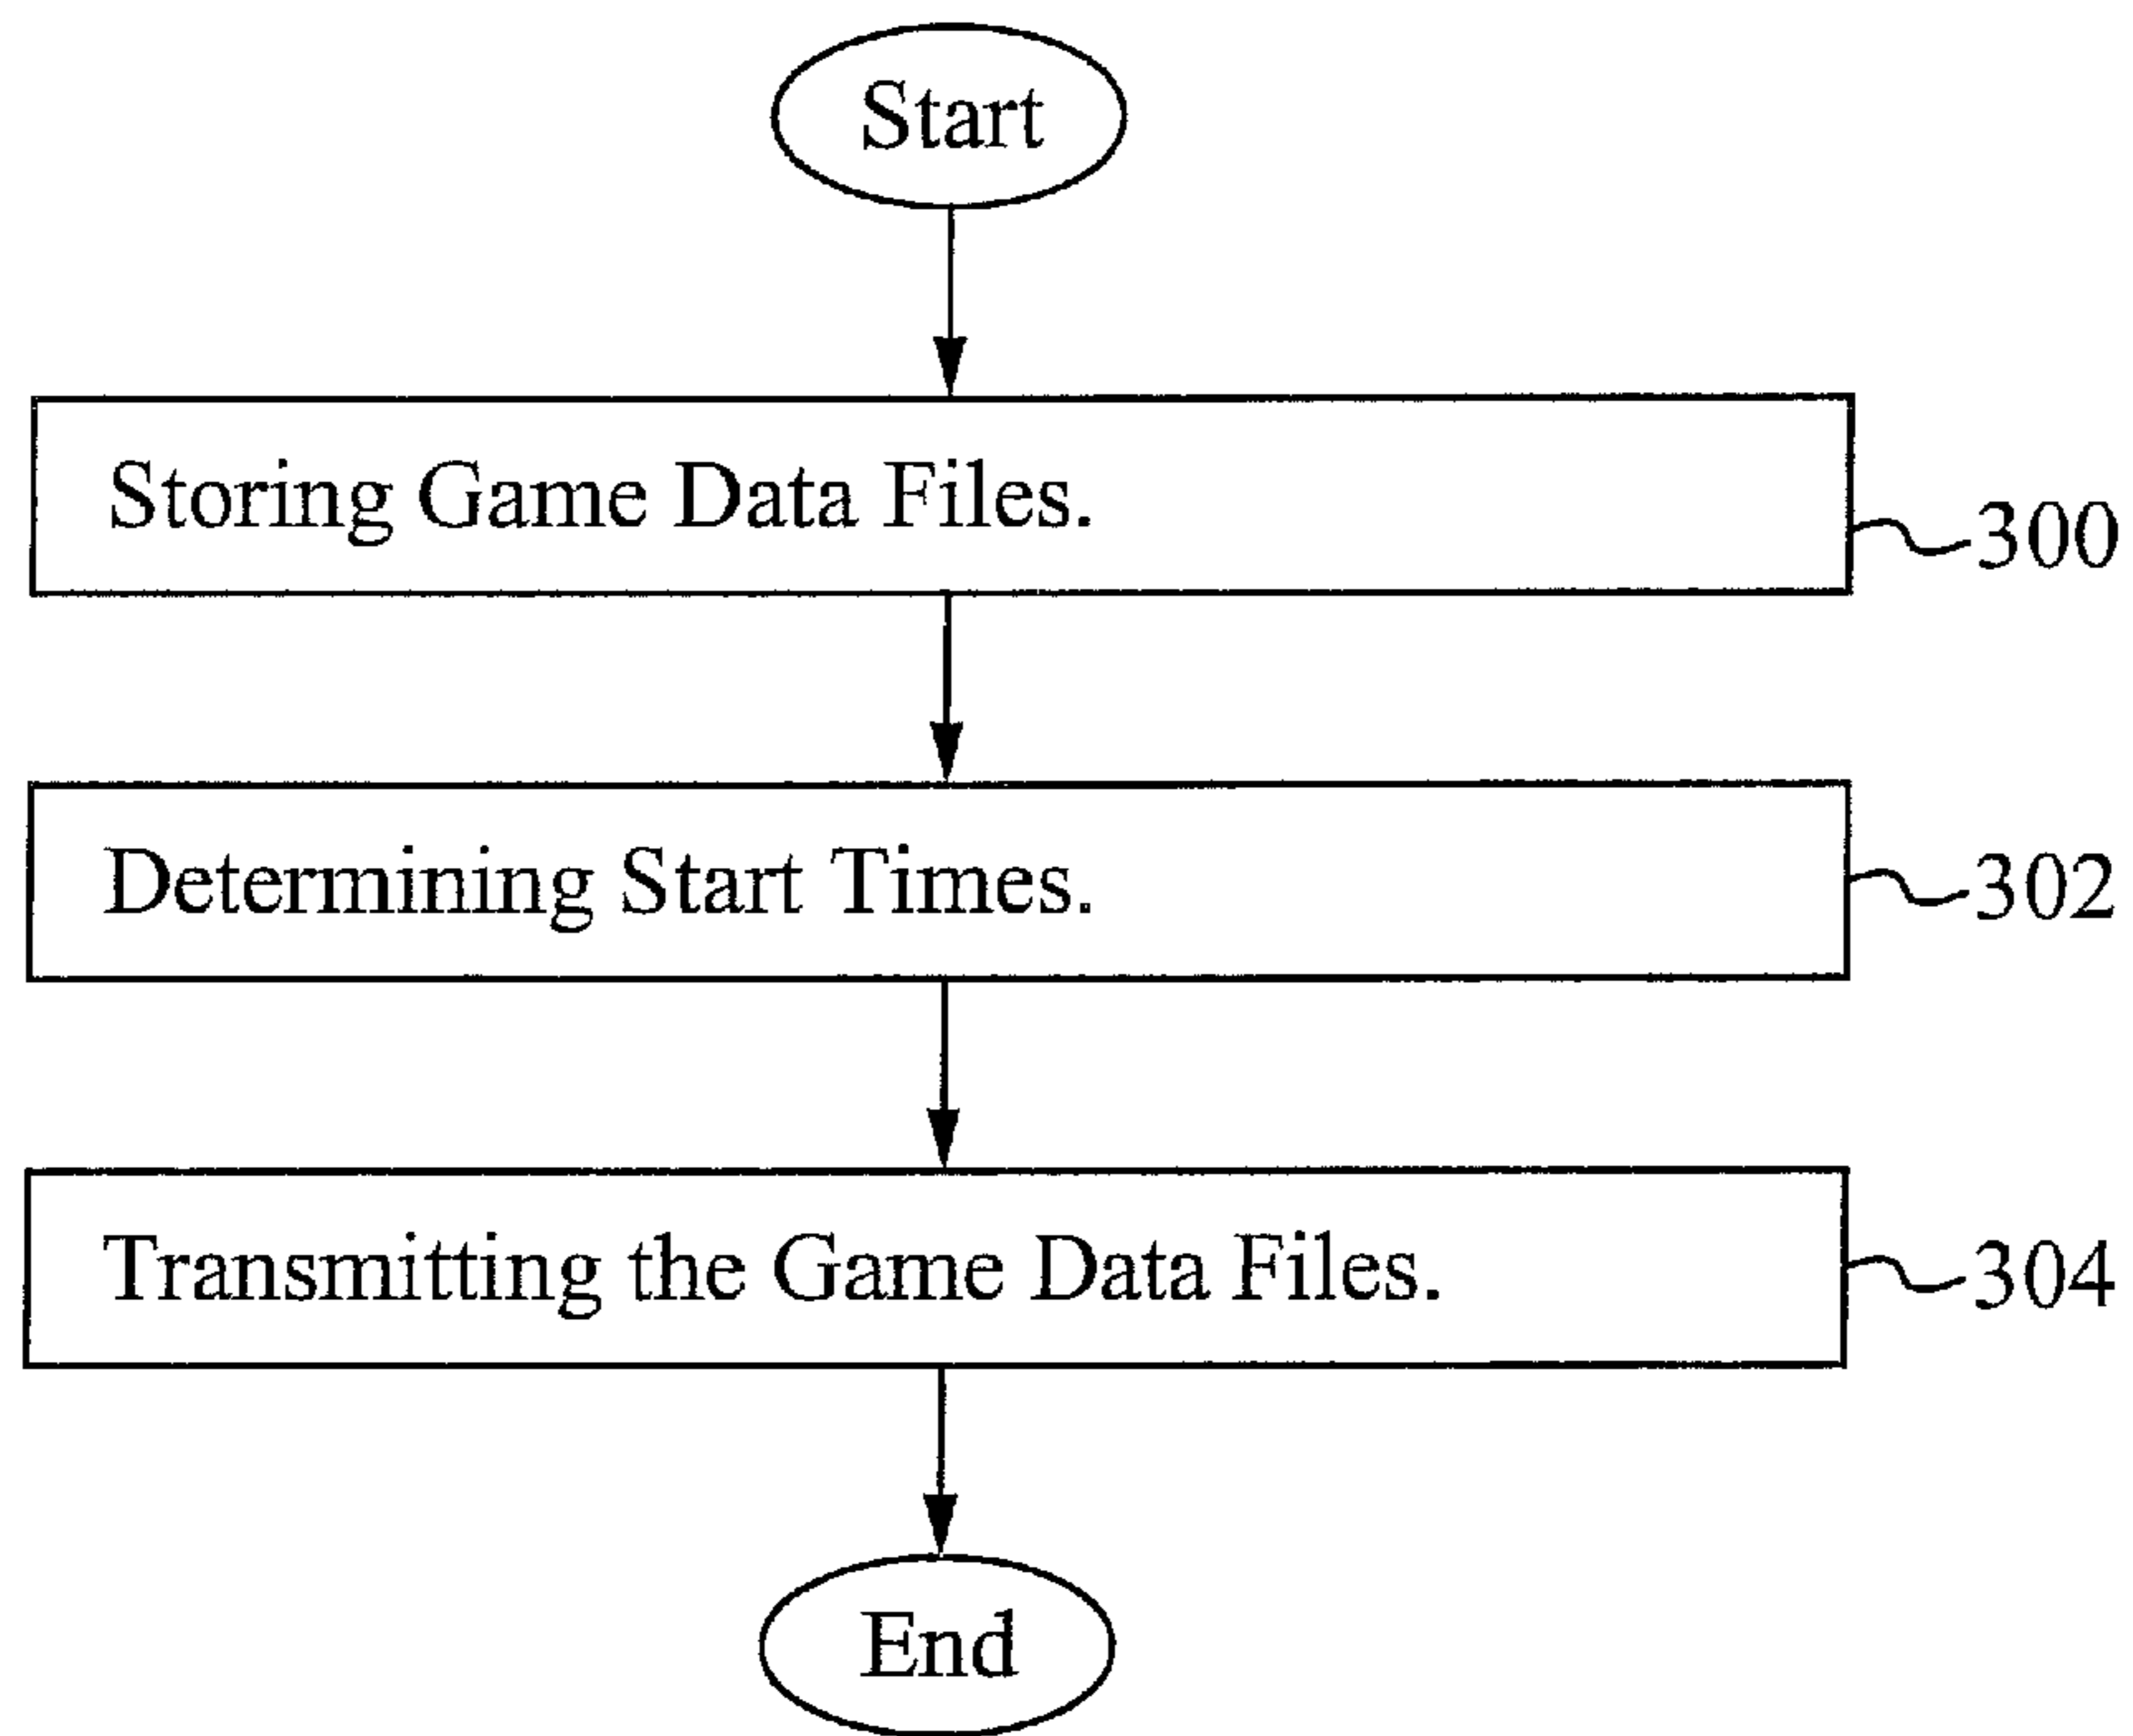 Start
Storing Game Data Files.
300
Determining Start Times.
302
Transmitting the Game Data Files.
304
End